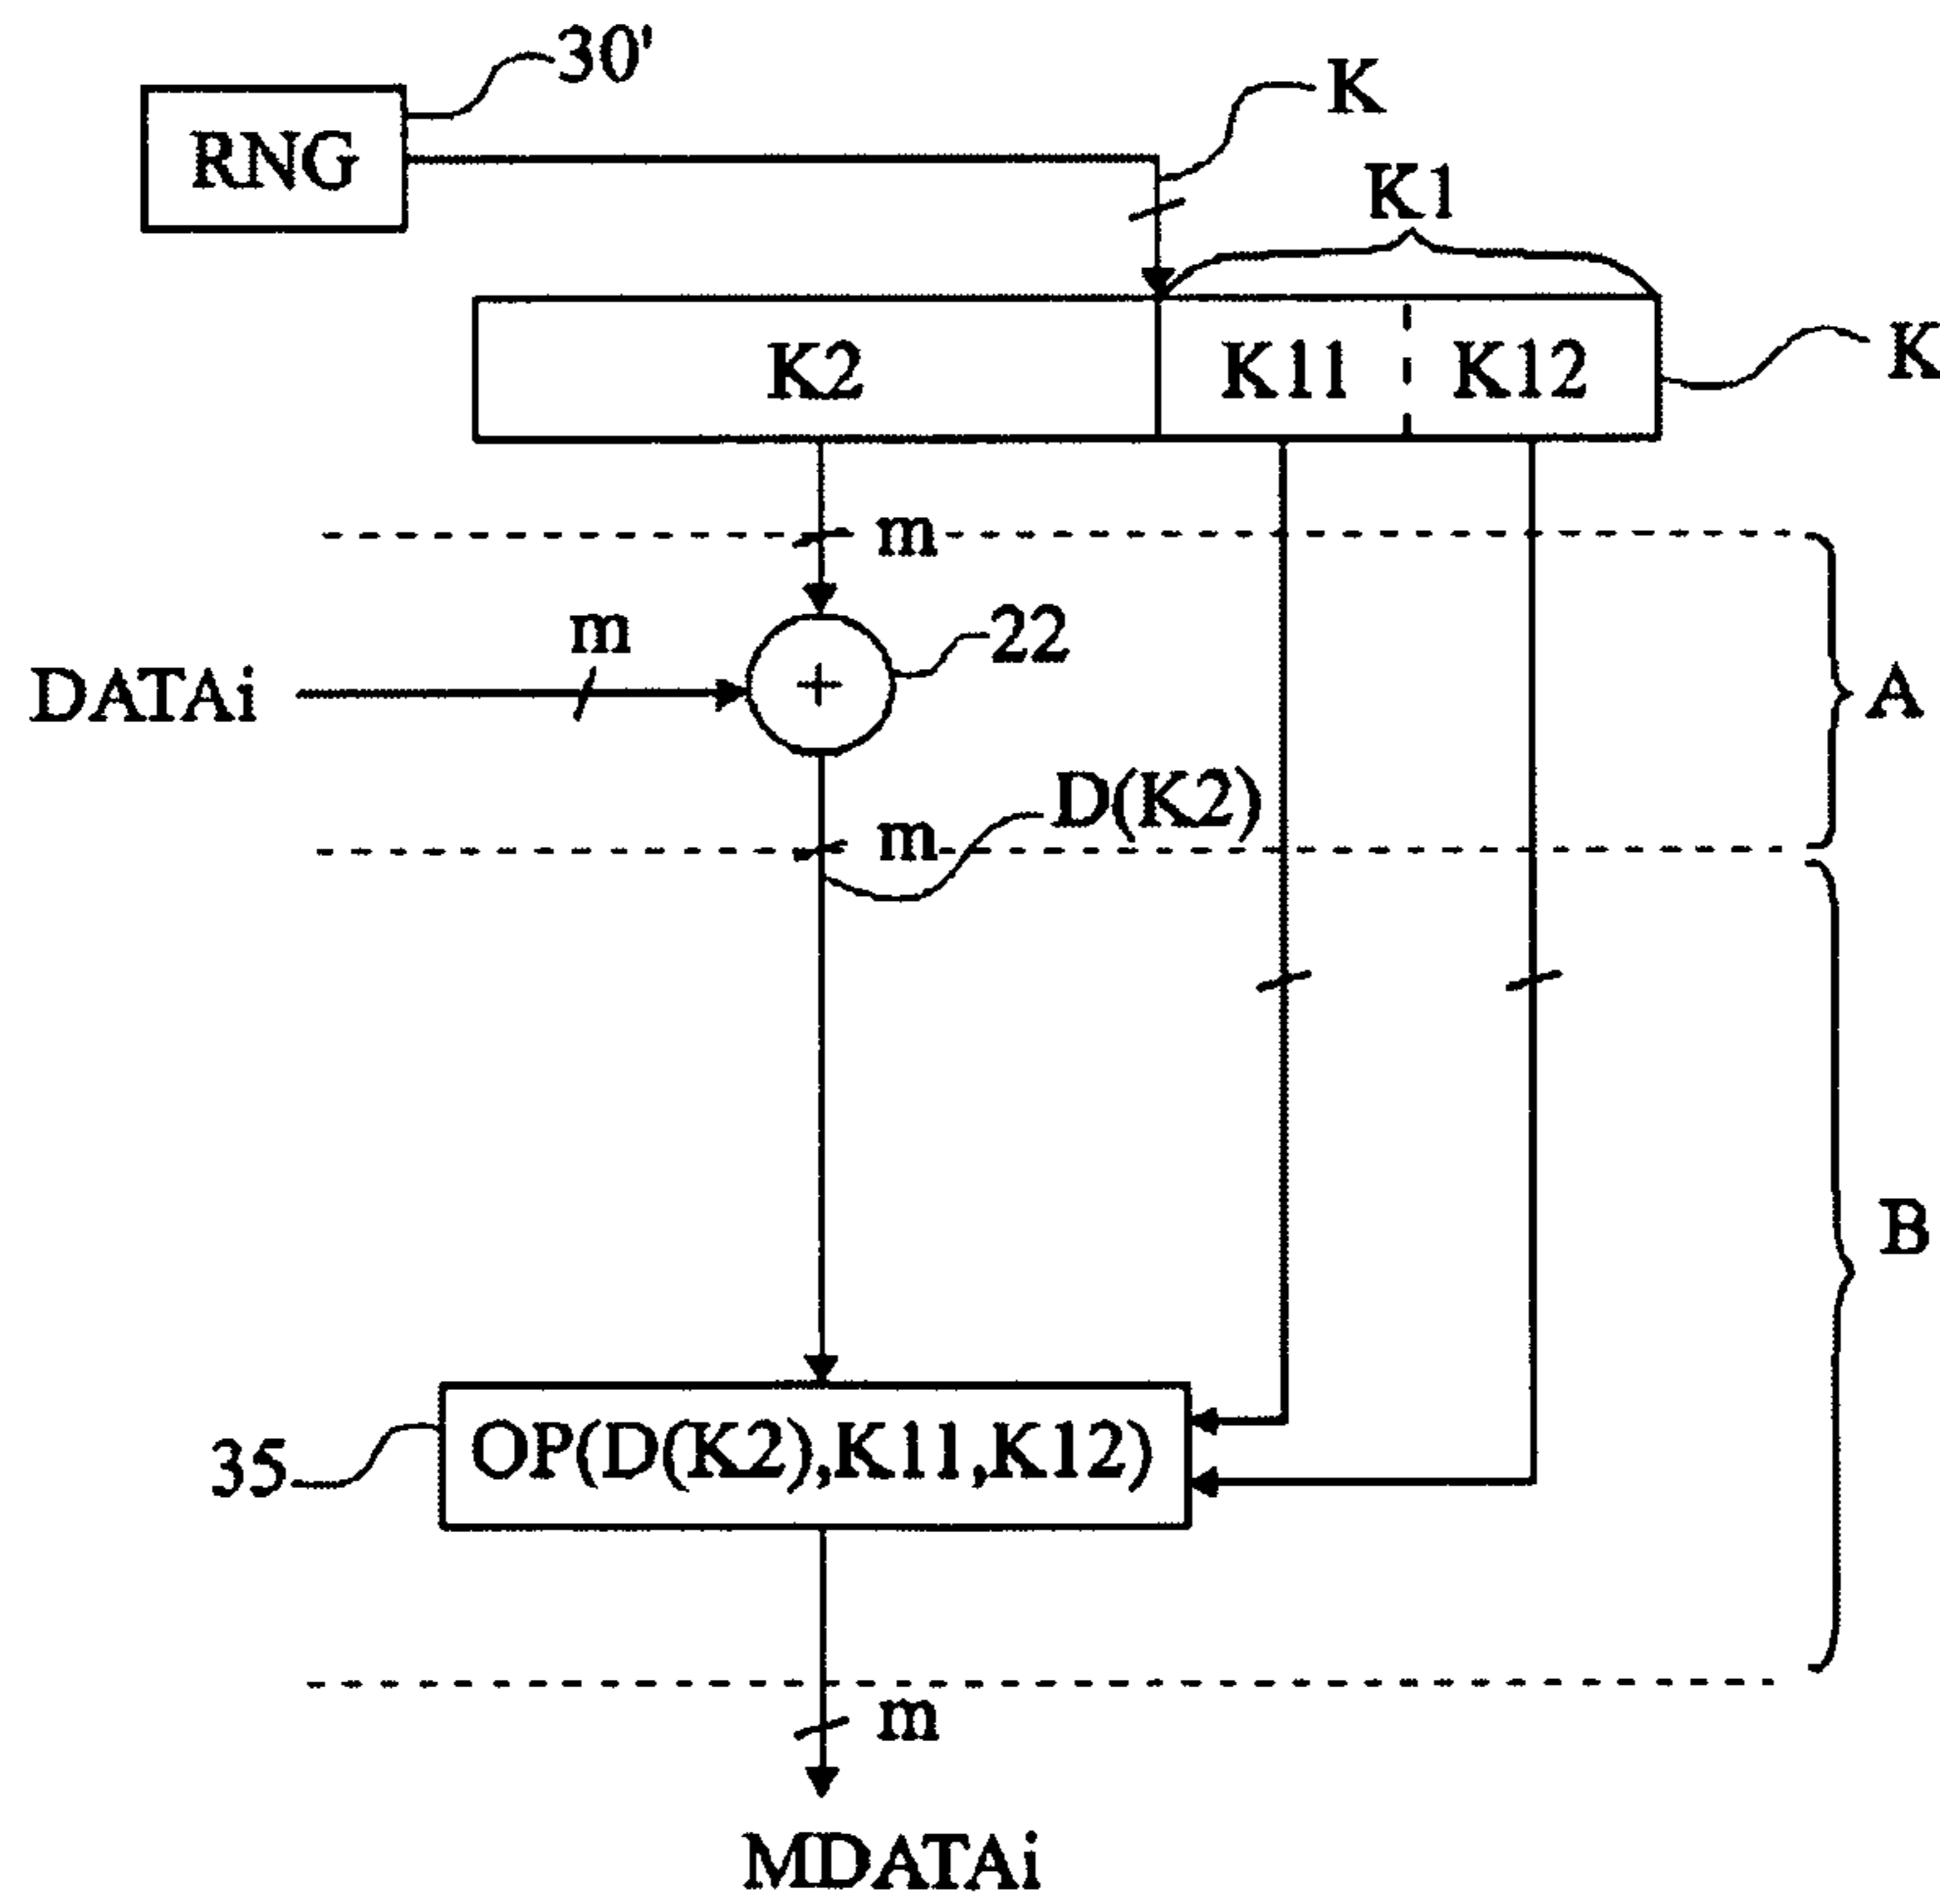 30'
K
RNG
K1
K2
K11
K12
K
m
m
22
DATAi
A
D(K2)
m
B
35
OP(D(K2),K11,K12)
m
MDATAi